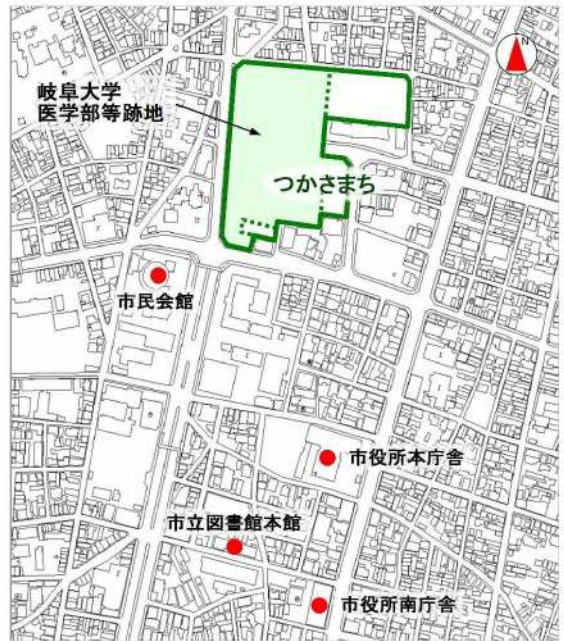 N
岐阜大学
医学部等跡地
つかさまち
市民会館
市役所本庁舎
市立図書館本館
市役所南庁舎